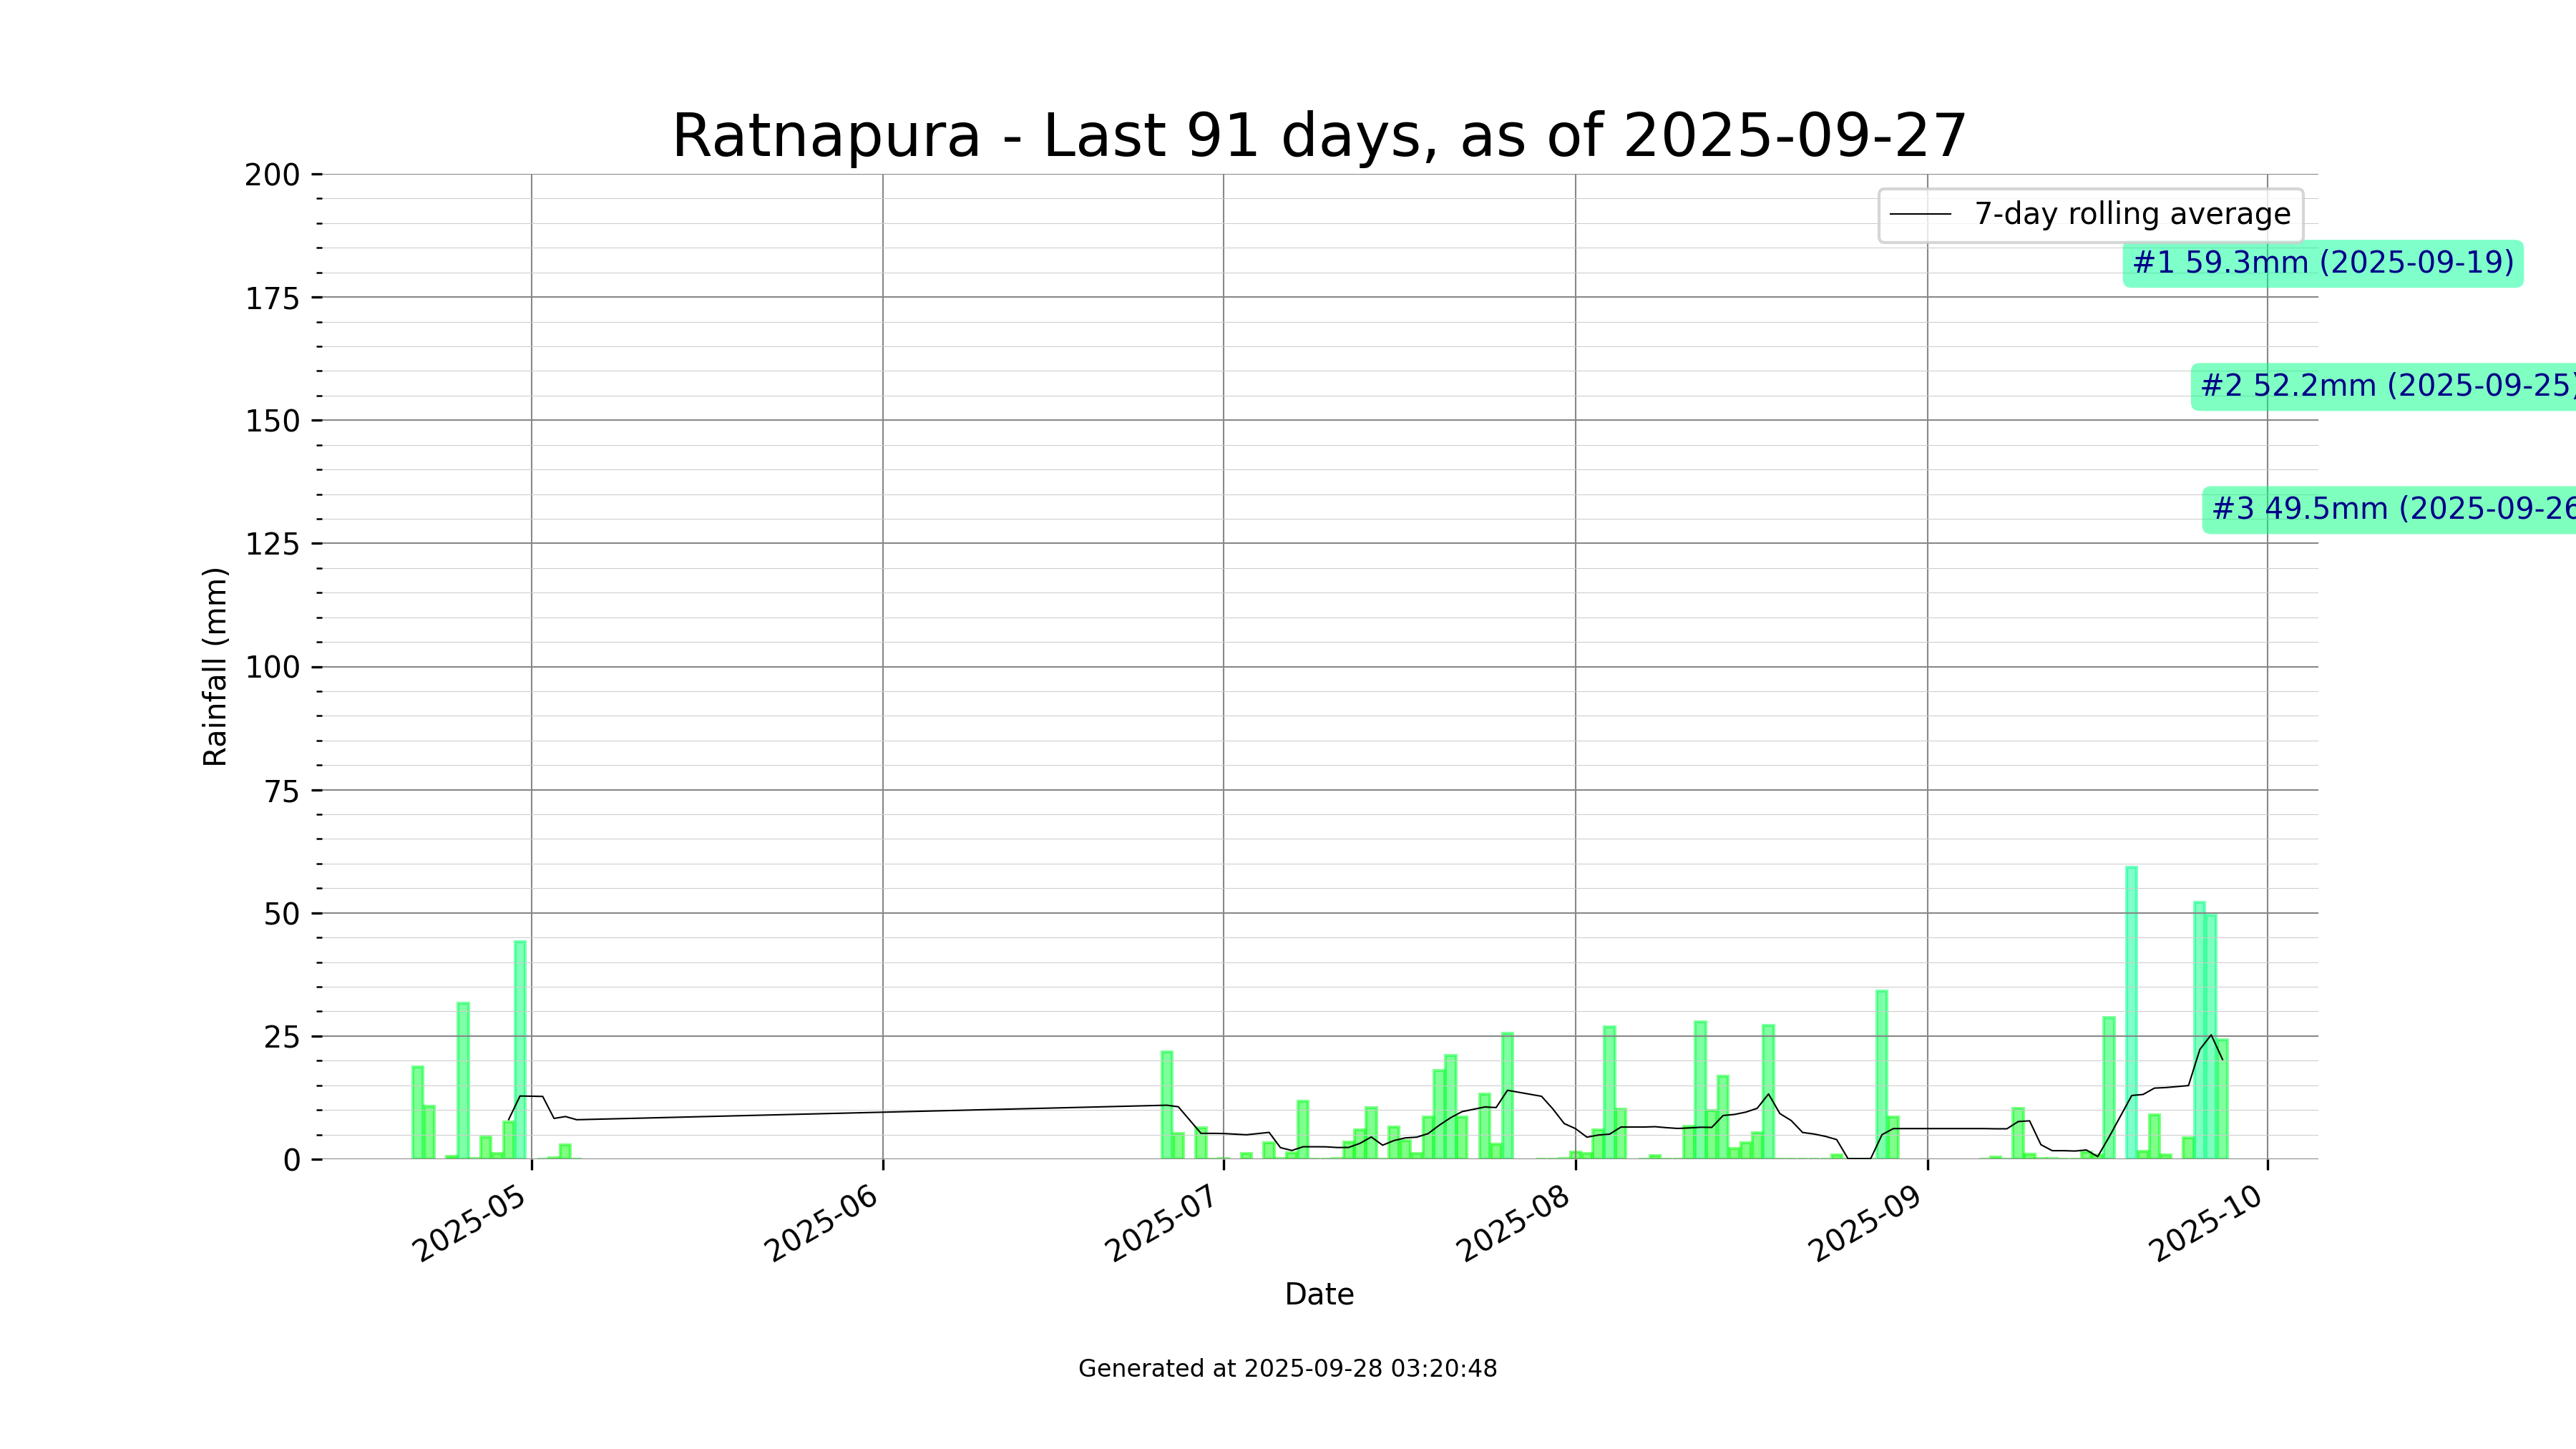 Ratnapura - Last 91 days, as of 2025-09-27
200
175
150
125
100
75
50
25
0
Rainfall (mm)
7-day rolling average
#1 59.3mm (2025-09-19)
#2 52.2mm (2025-09-25)
#3 49.5mm (2025-09-26
2025-05
2025-06
2025-07
2025-08
2025-09
2025-10
Date
Generated at 2025-09-28 03:20:48